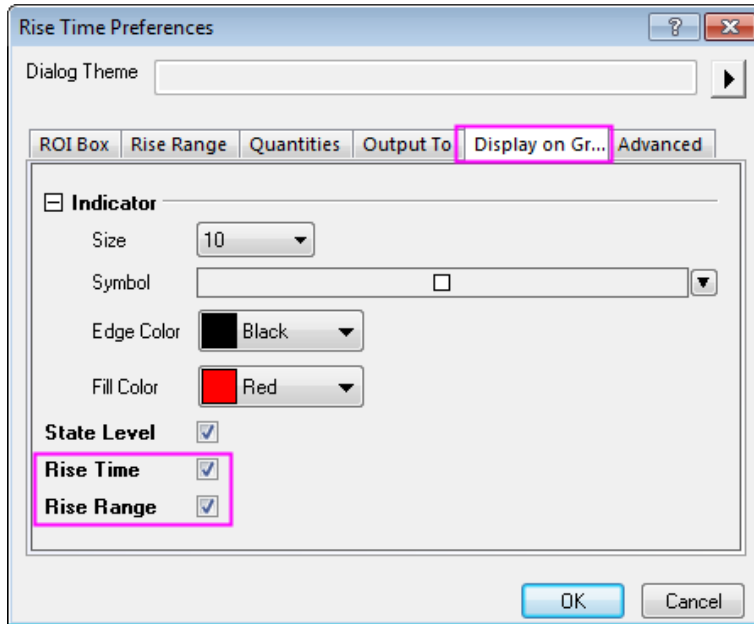 Rise Time Preferences
Dialog Theme
ROI Box Rise Range Quantities Output To Display on Gr... Advanced
Indicator
Size 10
Symbol
Edge Color Black
Fill Color Red
State Level
Rise Time
Rise Range
OK Cancel